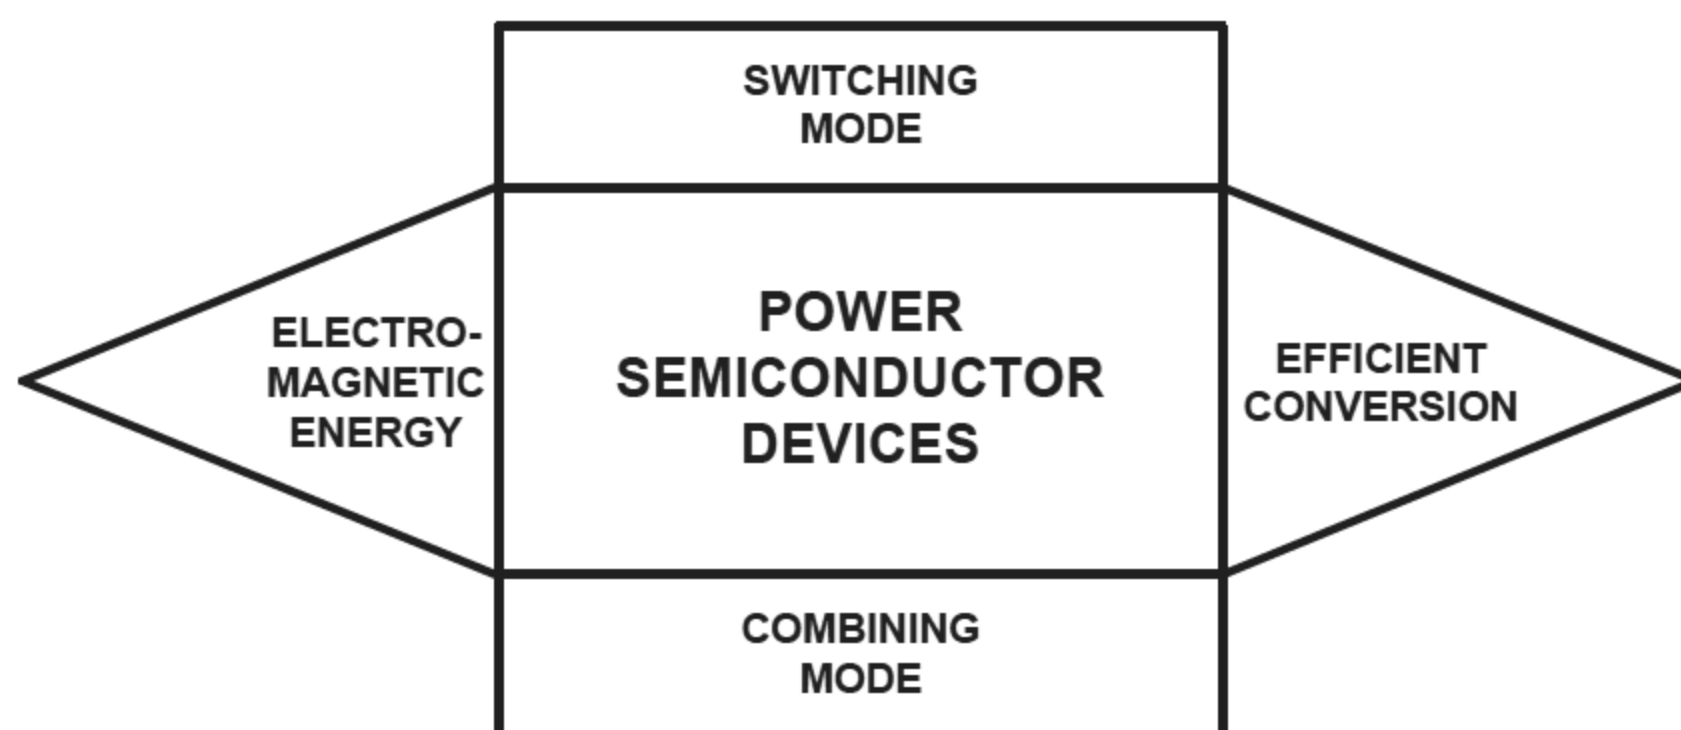 SWITCHING
MODE
ELECTRO-
MAGNETIC
ENERGY
POWER
SEMICONDUCTOR
DEVICES
EFFICIENT
CONVERSION
COMBINING
MODE